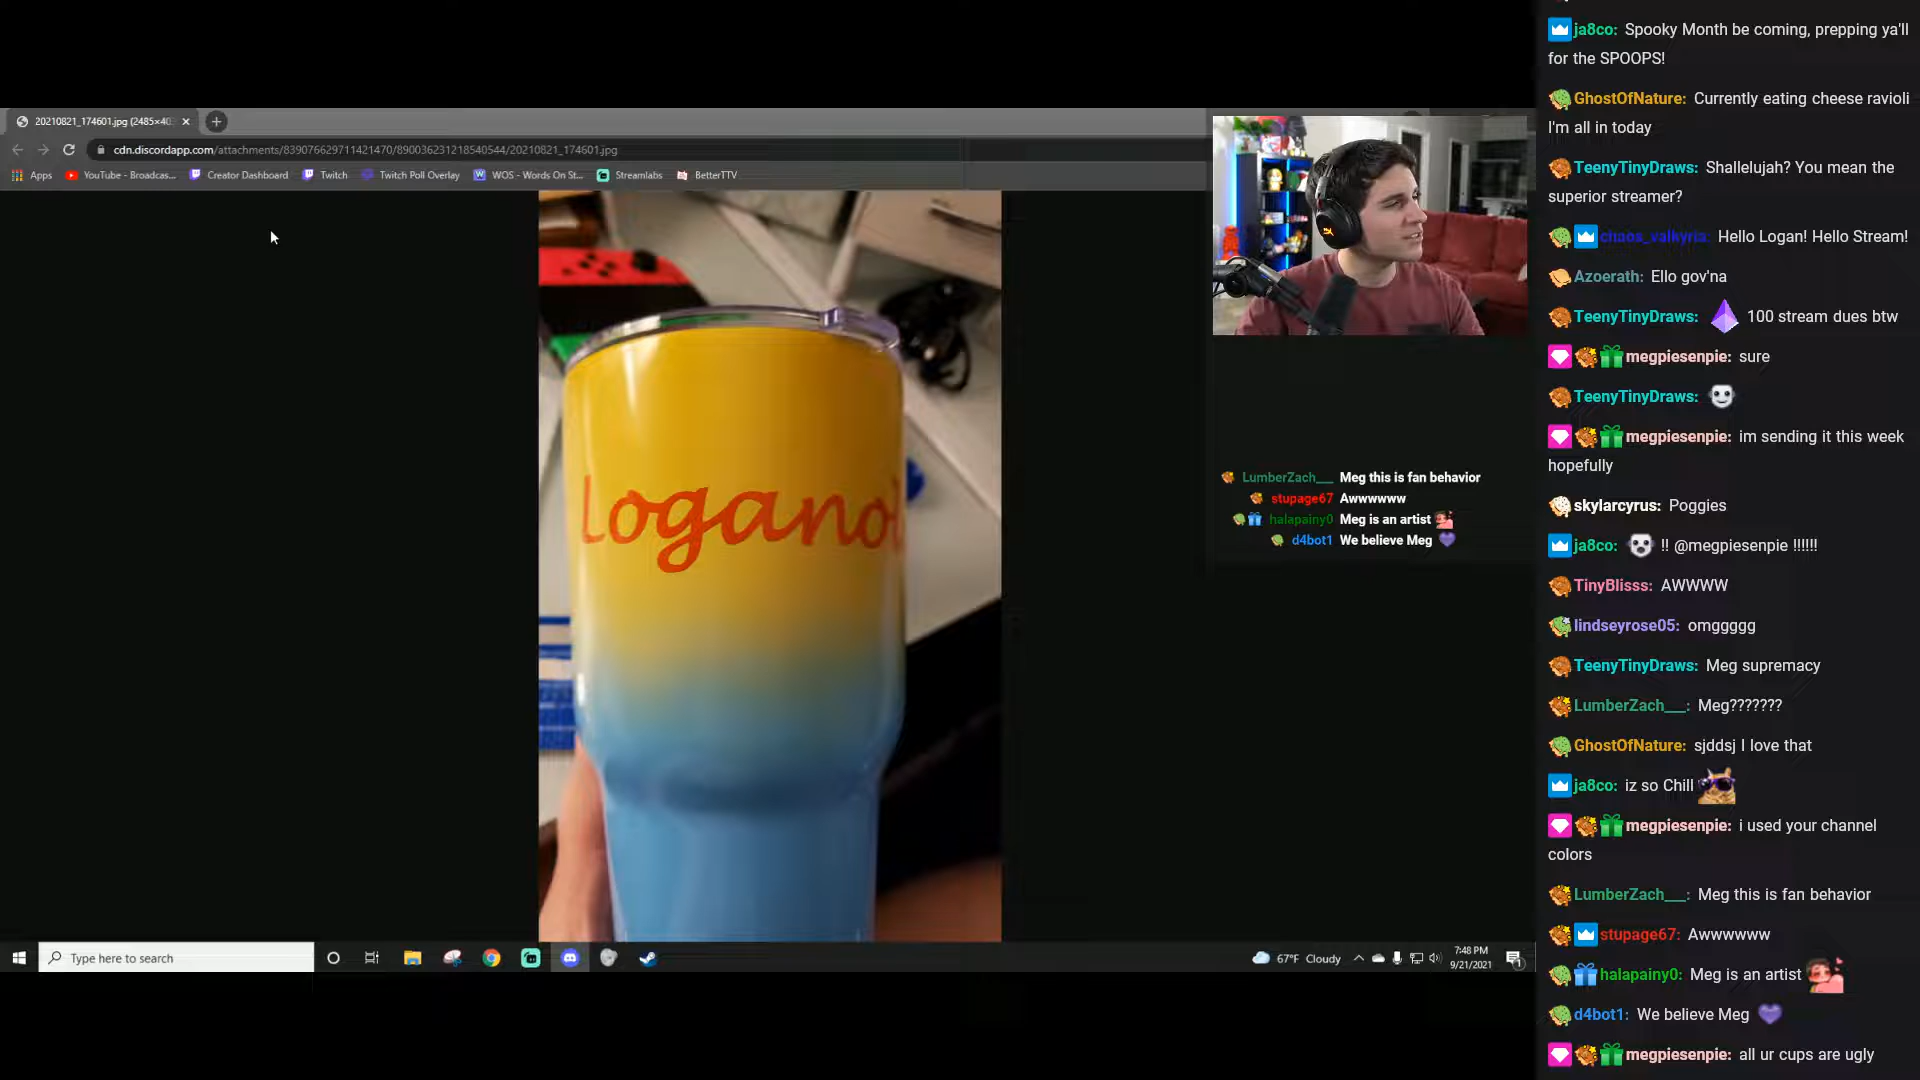 20210821_174601.jpg (2485×40
cdn.discordapp.com/attachments/839076629711421470/890036231218540544/20210821_174601.jpg
Apps
YouTube - Broadcas...
Creator Dashboard
Twitch
Twitch Poll Overlay
WOS - Words On St...
Streamlabs
BetterTTV
Logano
LumberZach___ Meg this is fan behavior
stupage67 Awwwwww
halapainy0 Meg is an artist
d4bot1 We believe Meg
Type here to search
67°F Cloudy
7:48 PM
9/21/2021
1
ja8co: Spooky Month be coming, prepping ya'll
for the SPOOPS!
GhostOfNature: Currently eating cheese ravioli
I'm all in today
TeenyTinyDraws: Shallelujah? You mean the
superior streamer?
chaos_valkyria: Hello Logan! Hello Stream!
Azoerath: Ello gov'na
TeenyTinyDraws: 100 stream dues btw
megpiesenpie: sure
TeenyTinyDraws:
megpiesenpie: im sending it this week
hopefully
skylarcyrus: Poggies
ja8co: !! @megpiesenpie !!!!!!
TinyBlisss: AWWWW
lindseyrose05: omggggg
TeenyTinyDraws: Meg supremacy
LumberZach___: Meg???????
GhostOfNature: sjddsj I love that
ja8co: iz so Chill
megpiesenpie: i used your channel
colors
LumberZach___: Meg this is fan behavior
stupage67: Awwwwww
halapainy0: Meg is an artist
d4bot1: We believe Meg
megpiesenpie: all ur cups are ugly